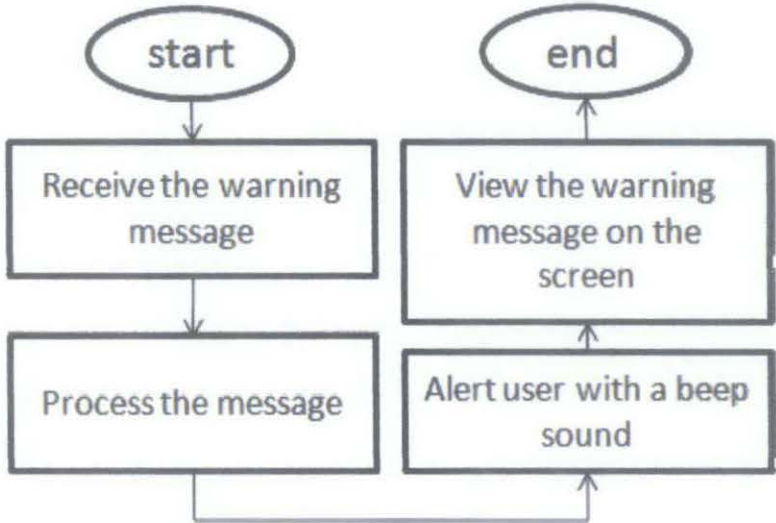 start
Receive the warning
message
Process the message
Alert user with a beep
sound
View the warning
message on the
screen
end